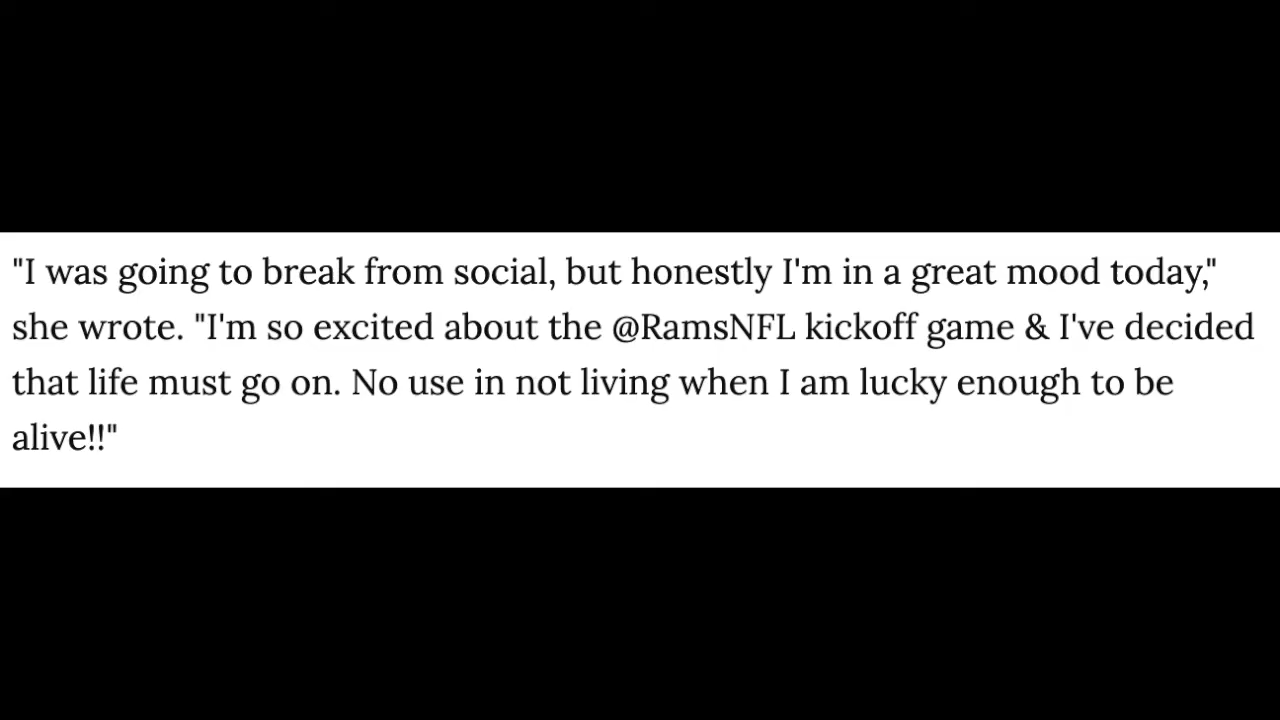 "I was going to break from social, but honestly I'm in a great mood today,"
she wrote. "I'm so excited about the @RamsNFL kickoff game & I've decided
that life must go on. No use in not living when I am lucky enough to be
alive!!"